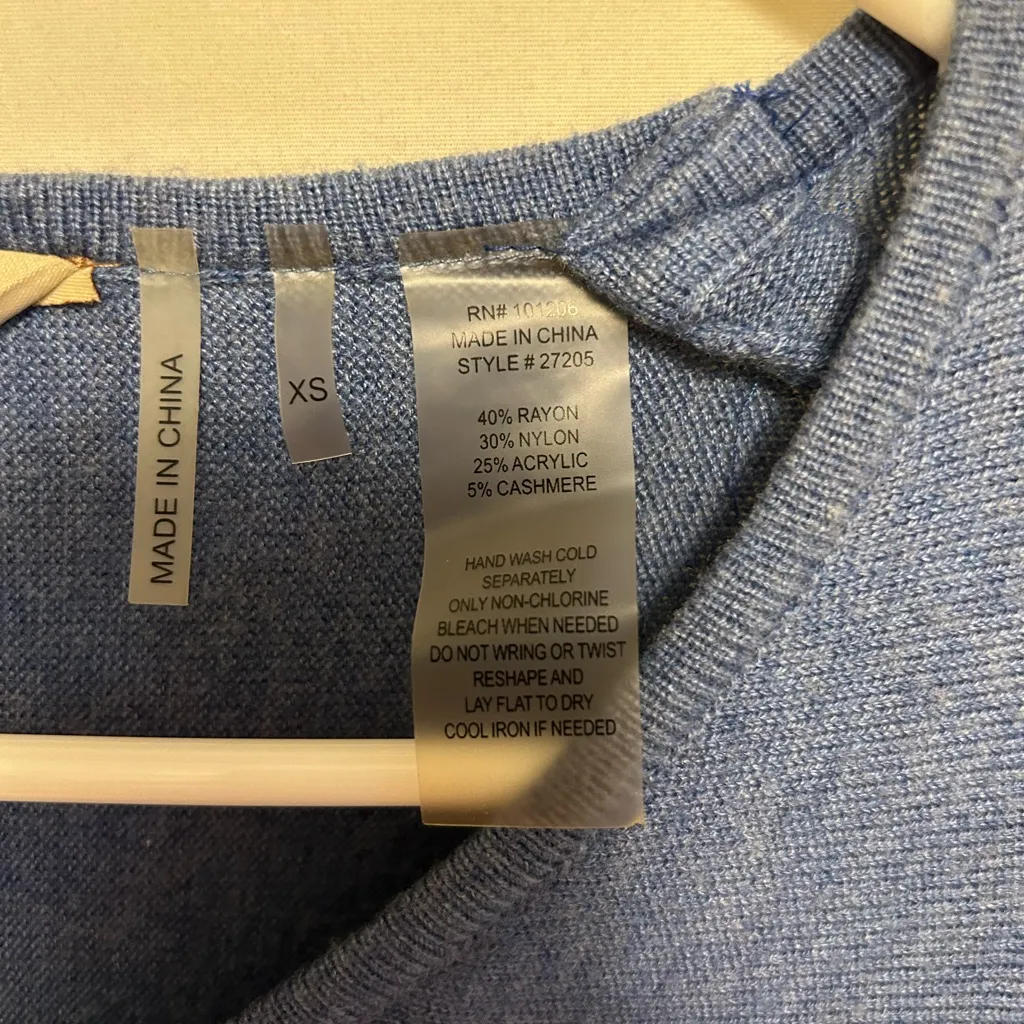 MADE IN CHINA
XS
RN# 101206
MADE IN CHINA
STYLE # 27205
40% RAYON
30% NYLON
25% ACRYLIC
5% CASHMERE
HAND WASH COLD
SEPARATELY
ONLY NON-CHLORINE
BLEACH WHEN NEEDED
DO NOT WRING OR TWIST
RESHAPE AND
LAY FLAT TO DRY
COOL IRON IF NEEDED